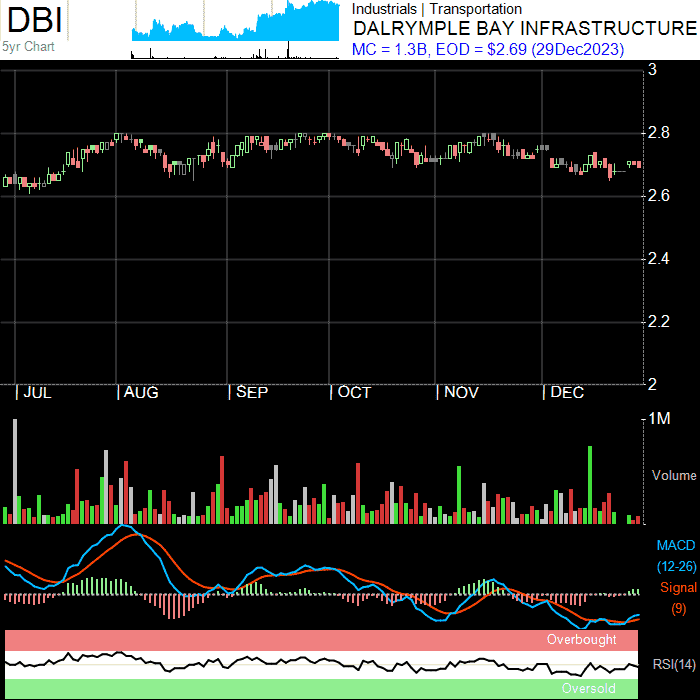 DBI
5yr Chart
Industrials | Transportation
DALRYMPLE BAY INFRASTRUCTURE
MC = 1.3B, EOD = $2.69 (29Dec2023)
3
2.8
2.6
2.4
2.2
2
| JUL | AUG | SEP | OCT | NOV | DEC
1M
Volume
MACD
(12-26)
Signal
(9)
Overbought
RSI(14)
Oversold